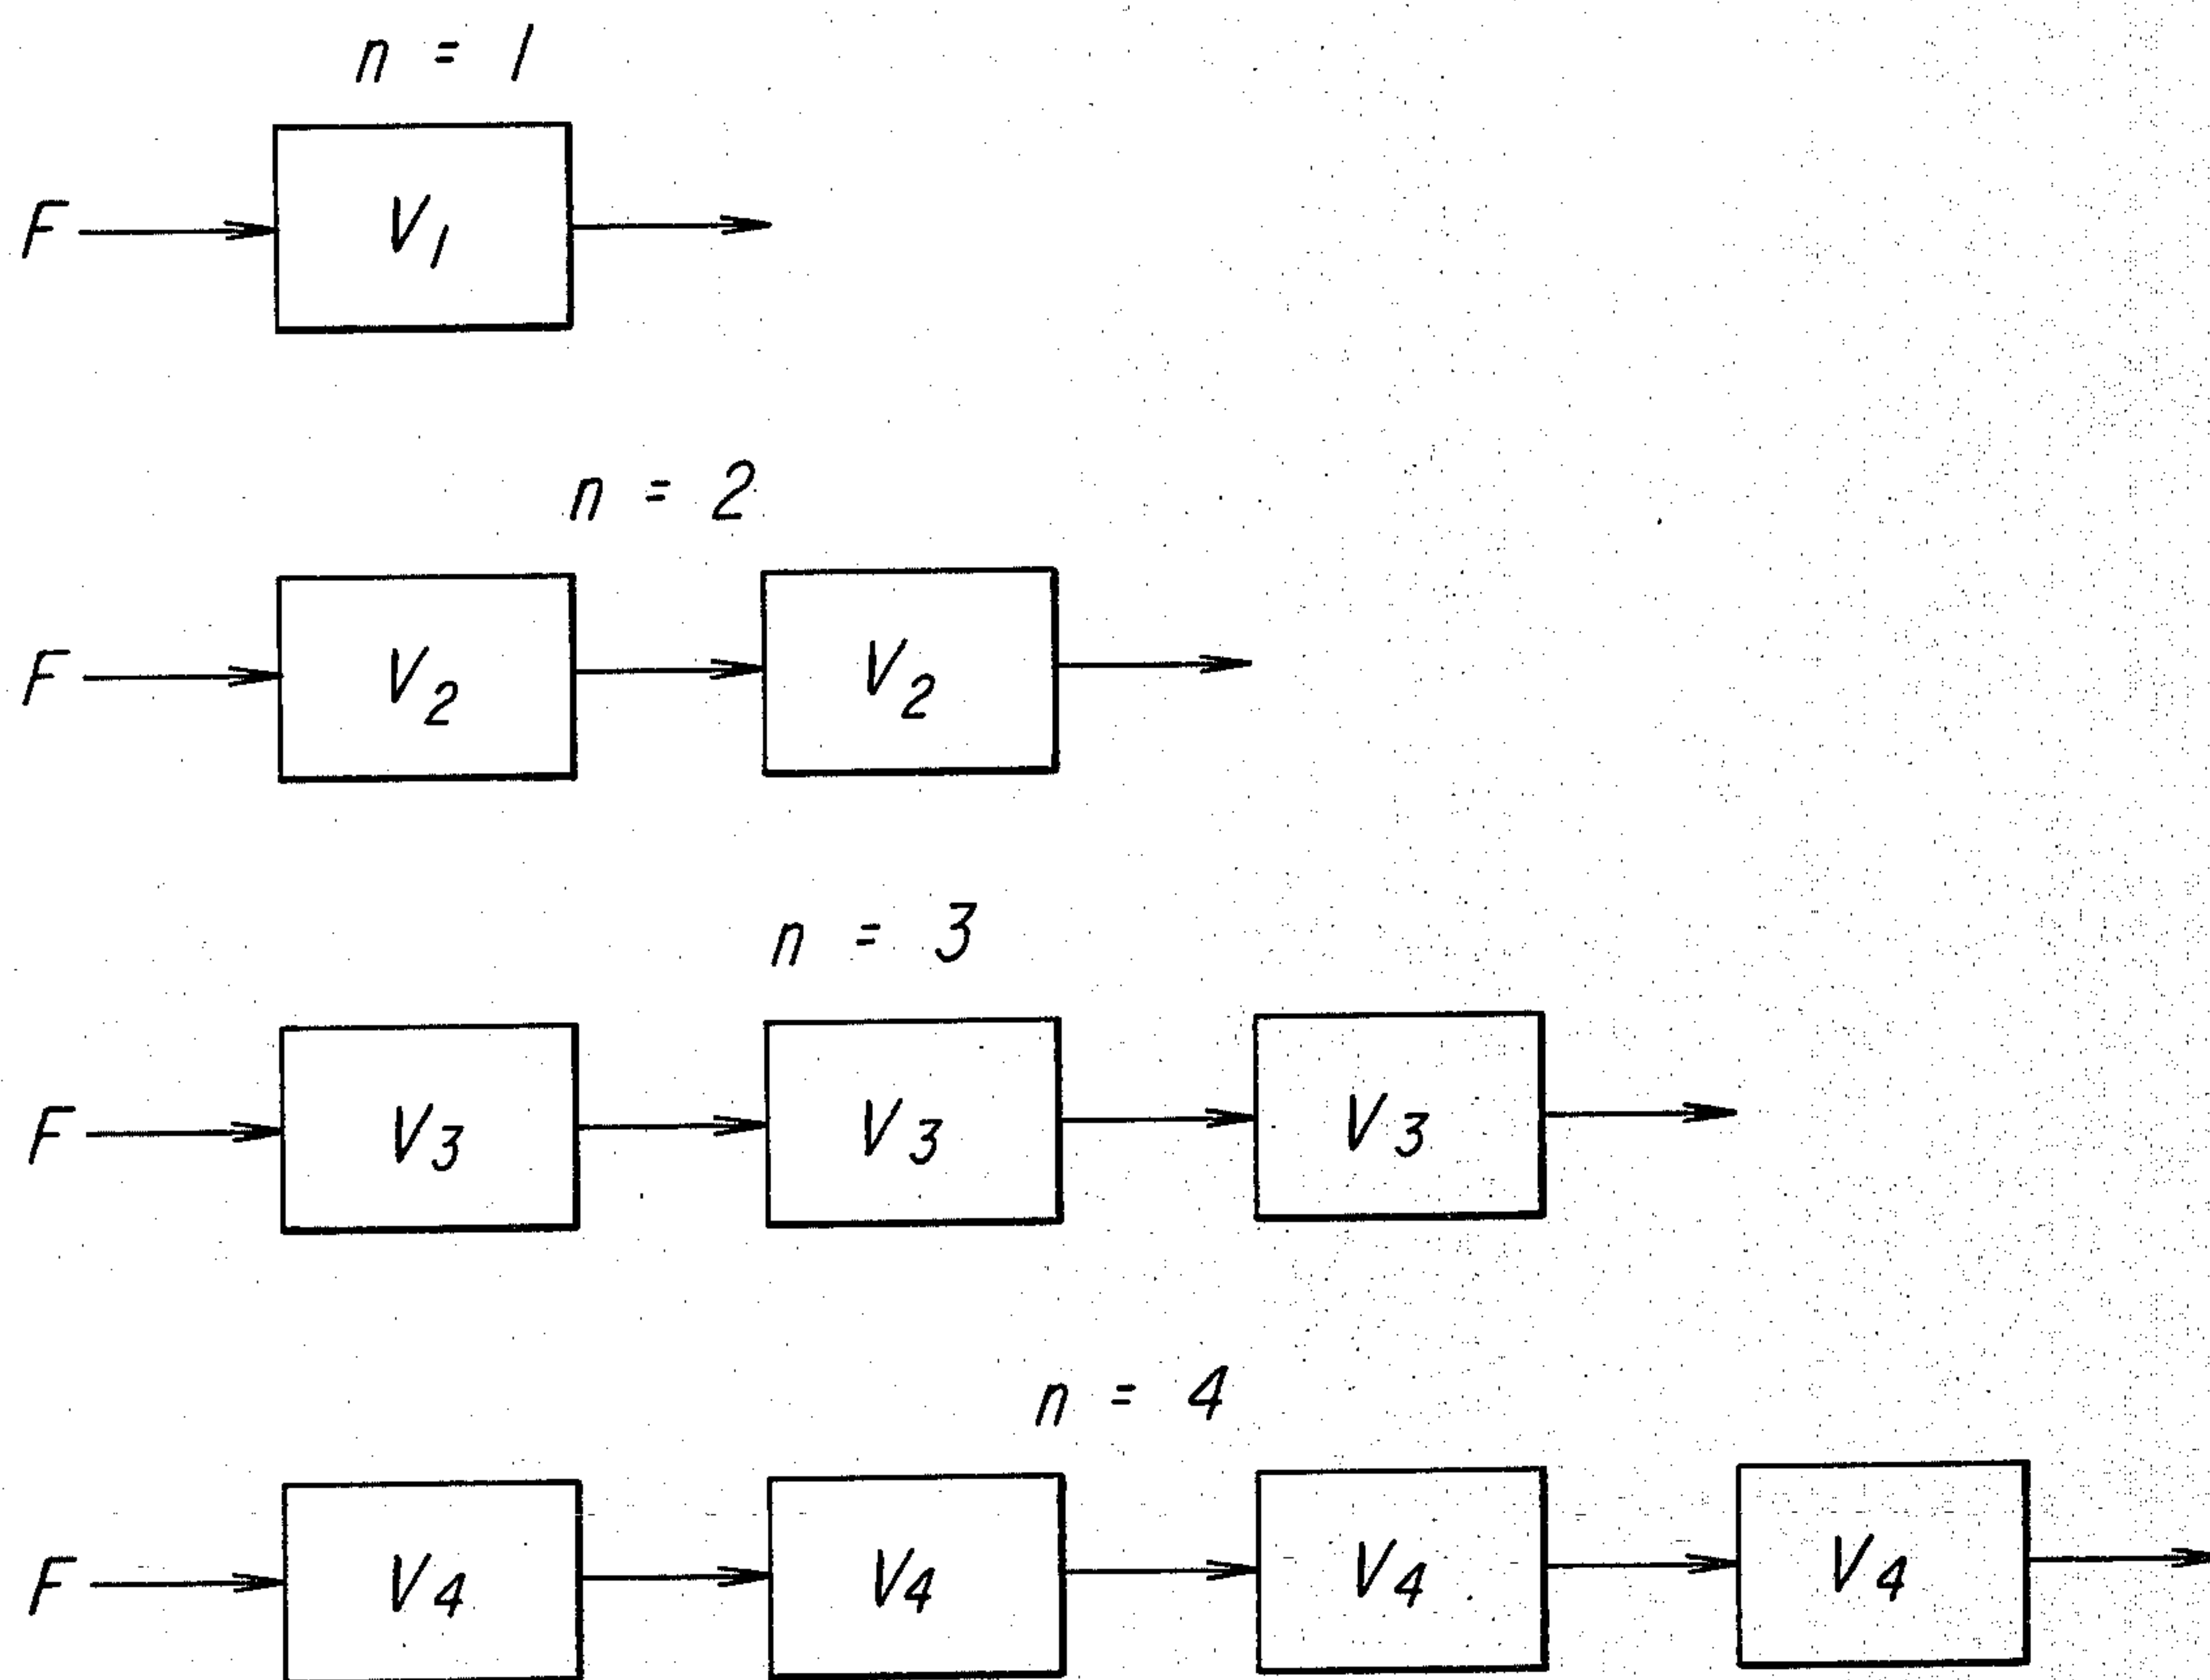 n = 1
F V1
n = 2
F V2 V2
n = 3
F V3 V3 V3
n = 4
F V4 V4 V4 V4